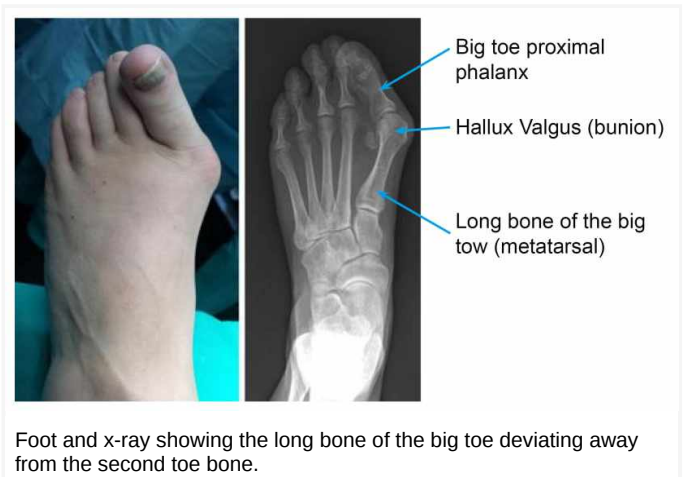 Big toe proximal
phalanx
Hallux Valgus (bunion)
Long bone of the big
tow (metatarsal)
Foot and x-ray showing the long bone of the big toe deviating away
from the second toe bone.